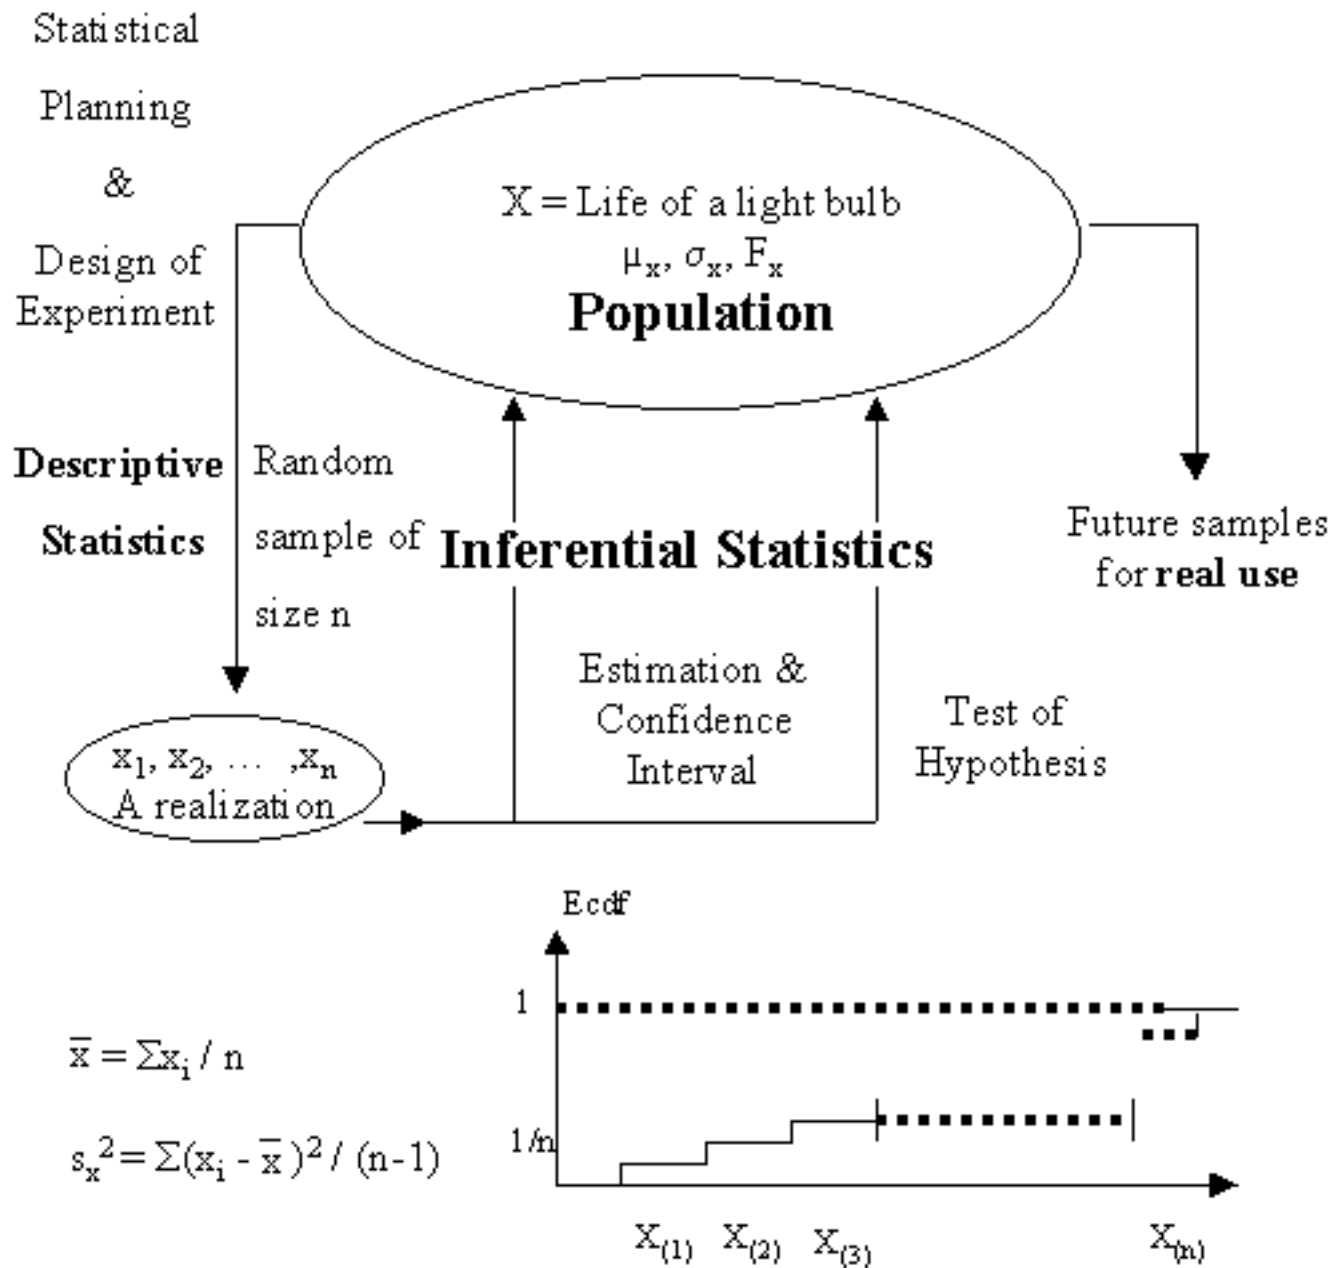 Statistical
Planning
&
Design of
Experiment
X = Life of a light bulb
μₓ, σₓ, Fₓ
Population
Descriptive
Statistics
Random
sample of
size n
Inferential Statistics
Future samples
for real use
Estimation &
Confidence
Interval
Test of
Hypothesis
x₁, x₂, ... ,xₙ
A realization
Ecdf
1
1/n
x̄ = Σxᵢ / n
sₓ² = Σ(xᵢ - x̄ )² / (n-1)
X₍₁₎ X₍₂₎ X₍₃₎ X₍ₙ₎